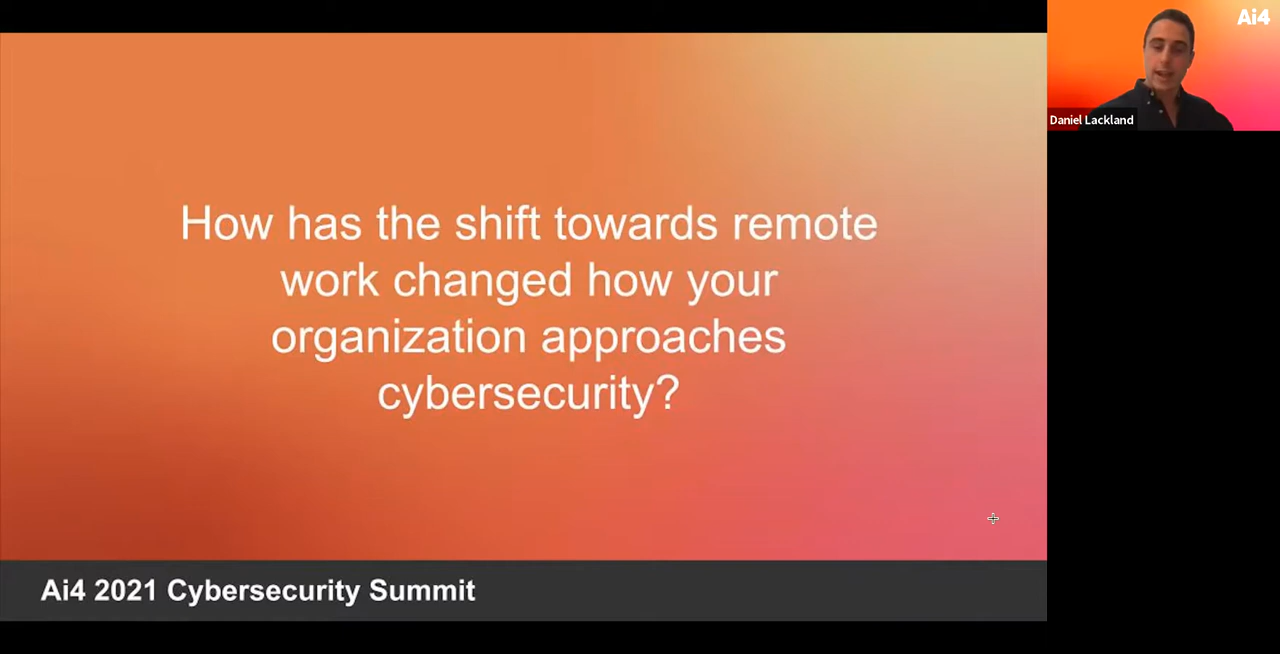 Ai4
Daniel Lackland
How has the shift towards remote
work changed how your
organization approaches
cybersecurity?
Ai4 2021 Cybersecurity Summit